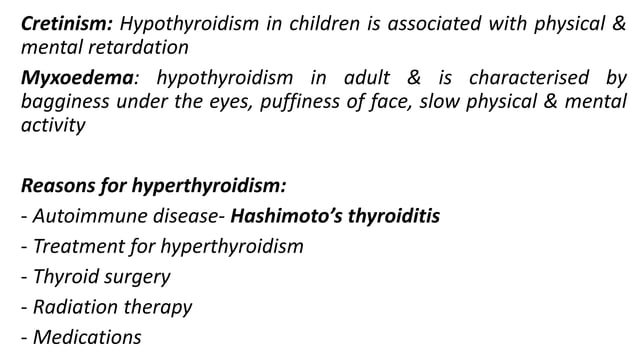 Cretinism: Hypothyroidism in children is associated with physical &
mental retardation
Myxoedema: hypothyroidism in adult & is characterised by
bagginess under the eyes, puffiness of face, slow physical & mental
activity
Reasons for hyperthyroidism:
- Autoimmune disease- Hashimoto’s thyroiditis
- Treatment for hyperthyroidism
- Thyroid surgery
- Radiation therapy
- Medications